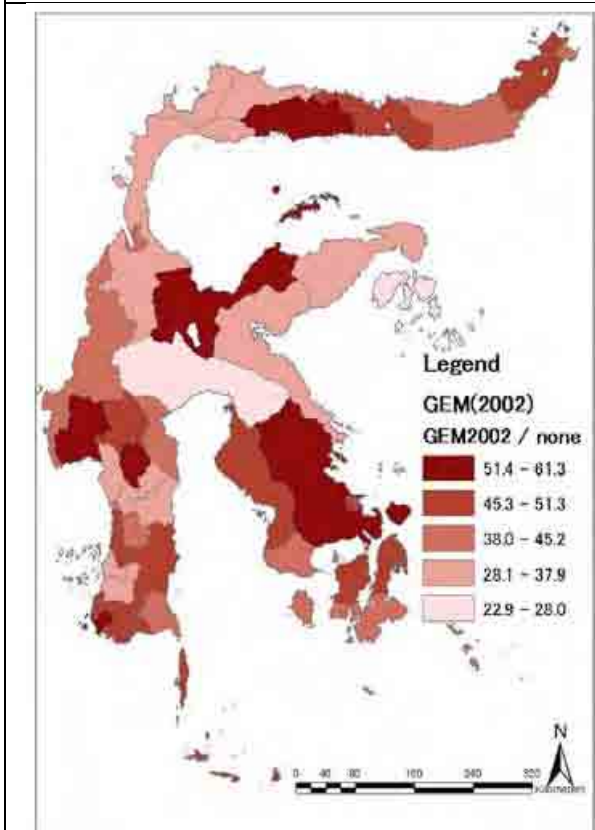 Legend
GEM(2002)
GEM2002 / none
51.4 - 61.3
45.3 - 51.3
38.0 - 45.2
28.1 - 37.9
22.9 - 28.0
N
0 40 80 160 240 320
Kilometers